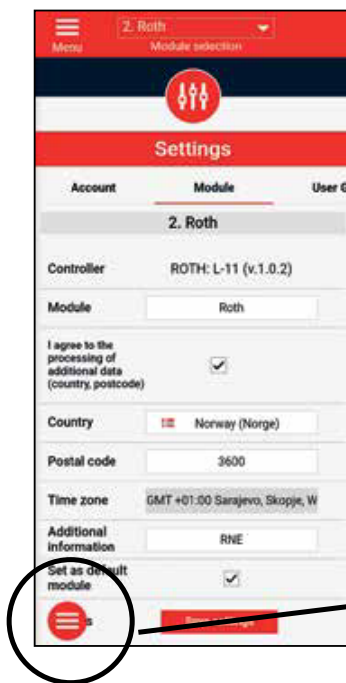 2. Roth
Menu
Module selection
Settings
Account Module User G
2. Roth
Controller ROTH: L-11 (v.1.0.2)
Module Roth
I agree to the
processing of
additional data
(country, postcode)
Country Norway (Norge)
Postal code 3600
Time zone GMT +01:00 Sarajevo, Skopje, W
Additional
information RNE
Set as default
module
s